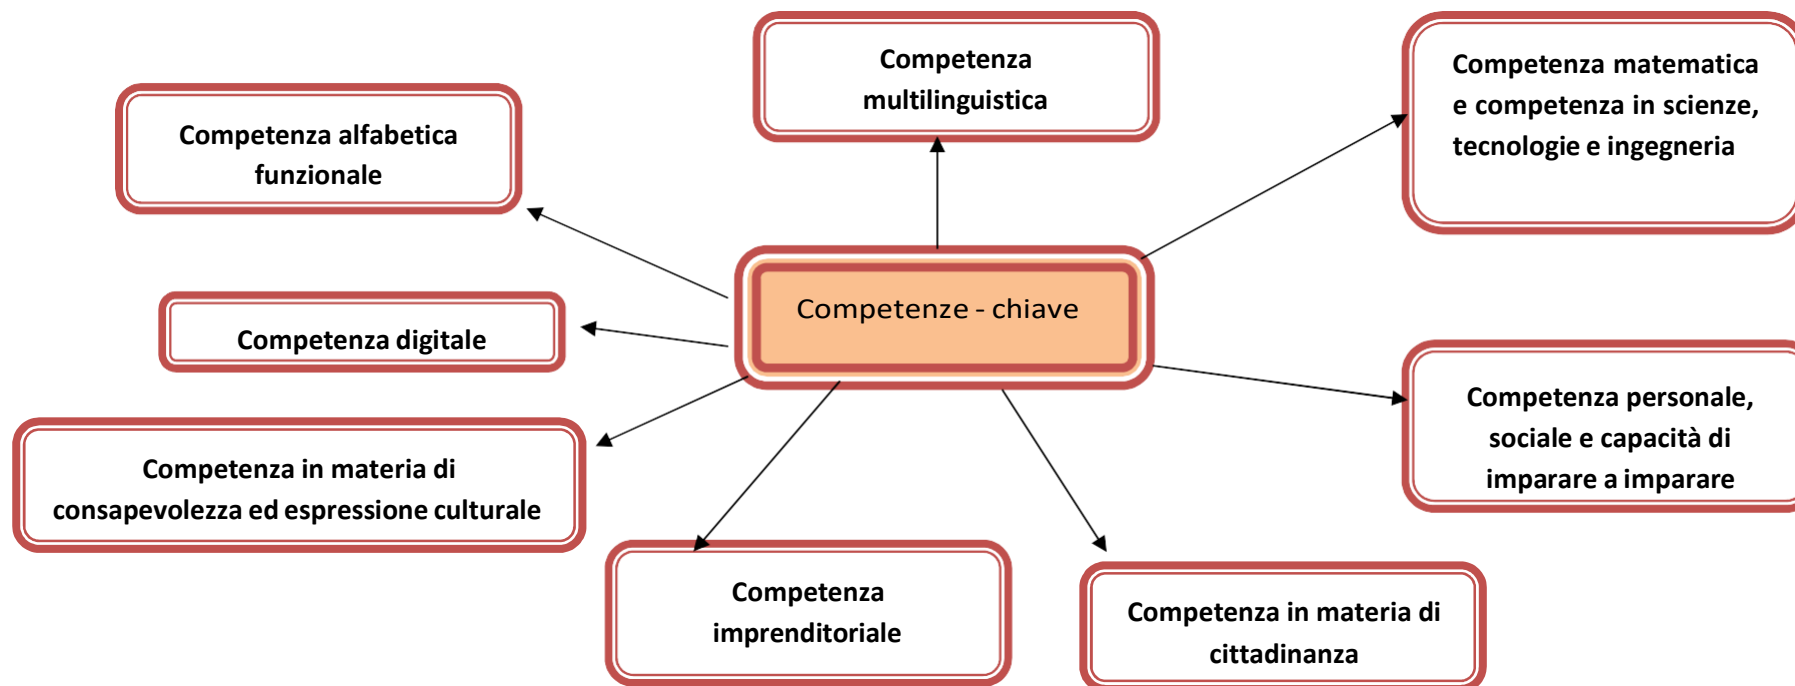 Competenza
multilinguistica
Competenza matematica
e competenza in scienze,
tecnologie e ingegneria
Competenza alfabetica
funzionale
Competenze - chiave
Competenza digitale
Competenza personale,
sociale e capacità di
imparare a imparare
Competenza in materia di
consapevolezza ed espressione culturale
Competenza
imprenditoriale
Competenza in materia di
cittadinanza